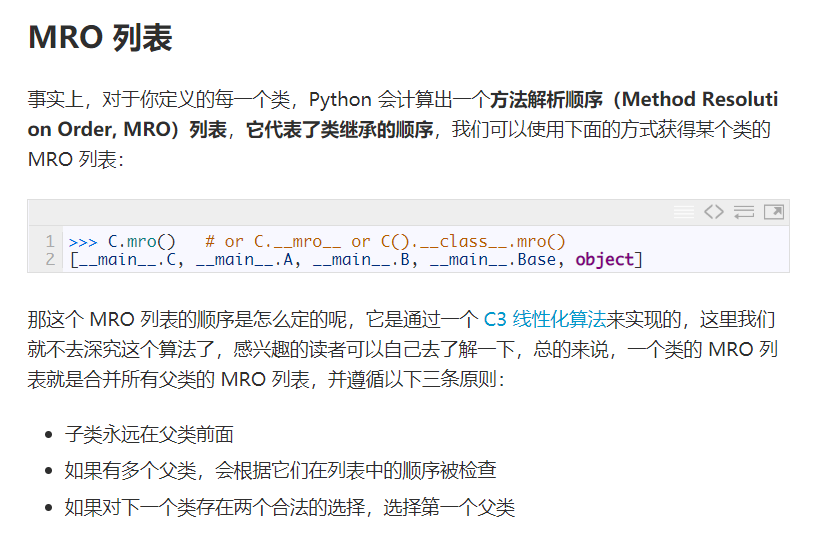 MRO 列表
事实上，对于你定义的每一个类，Python 会计算出一个方法解析顺序（Method Resoluti
on Order, MRO）列表，它代表了类继承的顺序，我们可以使用下面的方式获得某个类的
MRO 列表：
1 >>> C.mro()   # or C.__mro__ or C().__class__.mro()
2 [__main__.C, __main__.A, __main__.B, __main__.Base, object]
那这个 MRO 列表的顺序是怎么定的呢，它是通过一个 C3 线性化算法来实现的，这里我们
就不去深究这个算法了，感兴趣的读者可以自己去了解一下，总的来说，一个类的 MRO 列
表就是合并所有父类的 MRO 列表，并遵循以下三条原则：
• 子类永远在父类前面
• 如果有多个父类，会根据它们在列表中的顺序被检查
• 如果对下一个类存在两个合法的选择，选择第一个父类